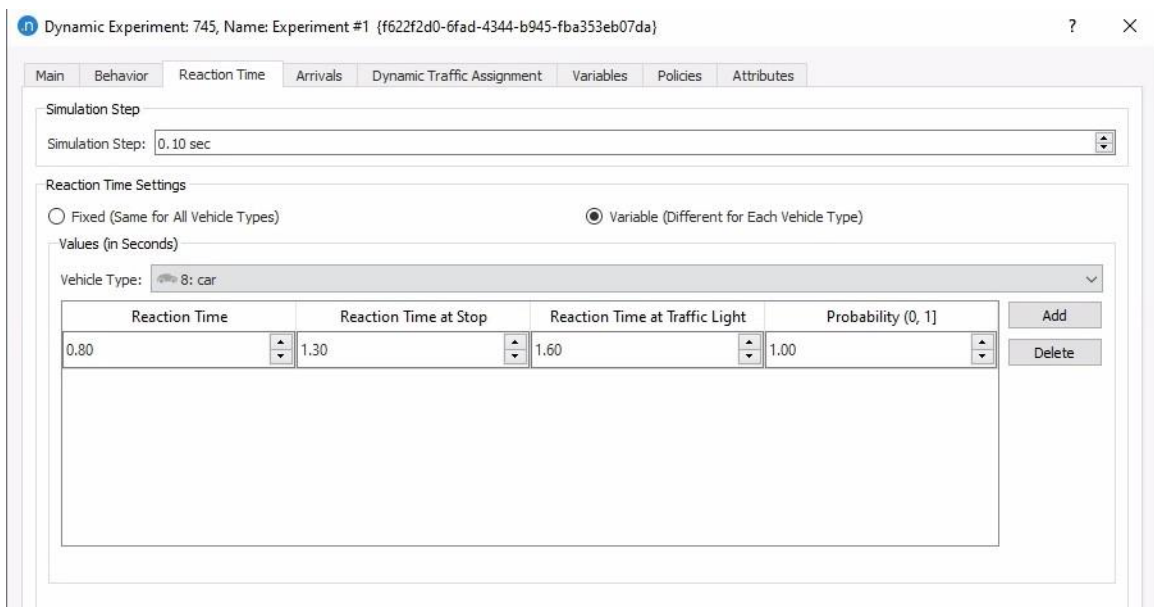 .n Dynamic Experiment: 745, Name: Experiment #1 {f622f2d0-6fad-4344-b945-fba353eb07da} ?
Main Behavior Reaction Time Arrivals Dynamic Traffic Assignment Variables Policies Attributes
Simulation Step
Simulation Step: 0.10 sec
Reaction Time Settings
Fixed (Same for All Vehicle Types) Variable (Different for Each Vehicle Type)
Values (in Seconds)
Vehicle Type: 8: car
Reaction Time Reaction Time at Stop Reaction Time at Traffic Light Probability (0, 1] Add
0.80 1.30 1.60 1.00 Delete